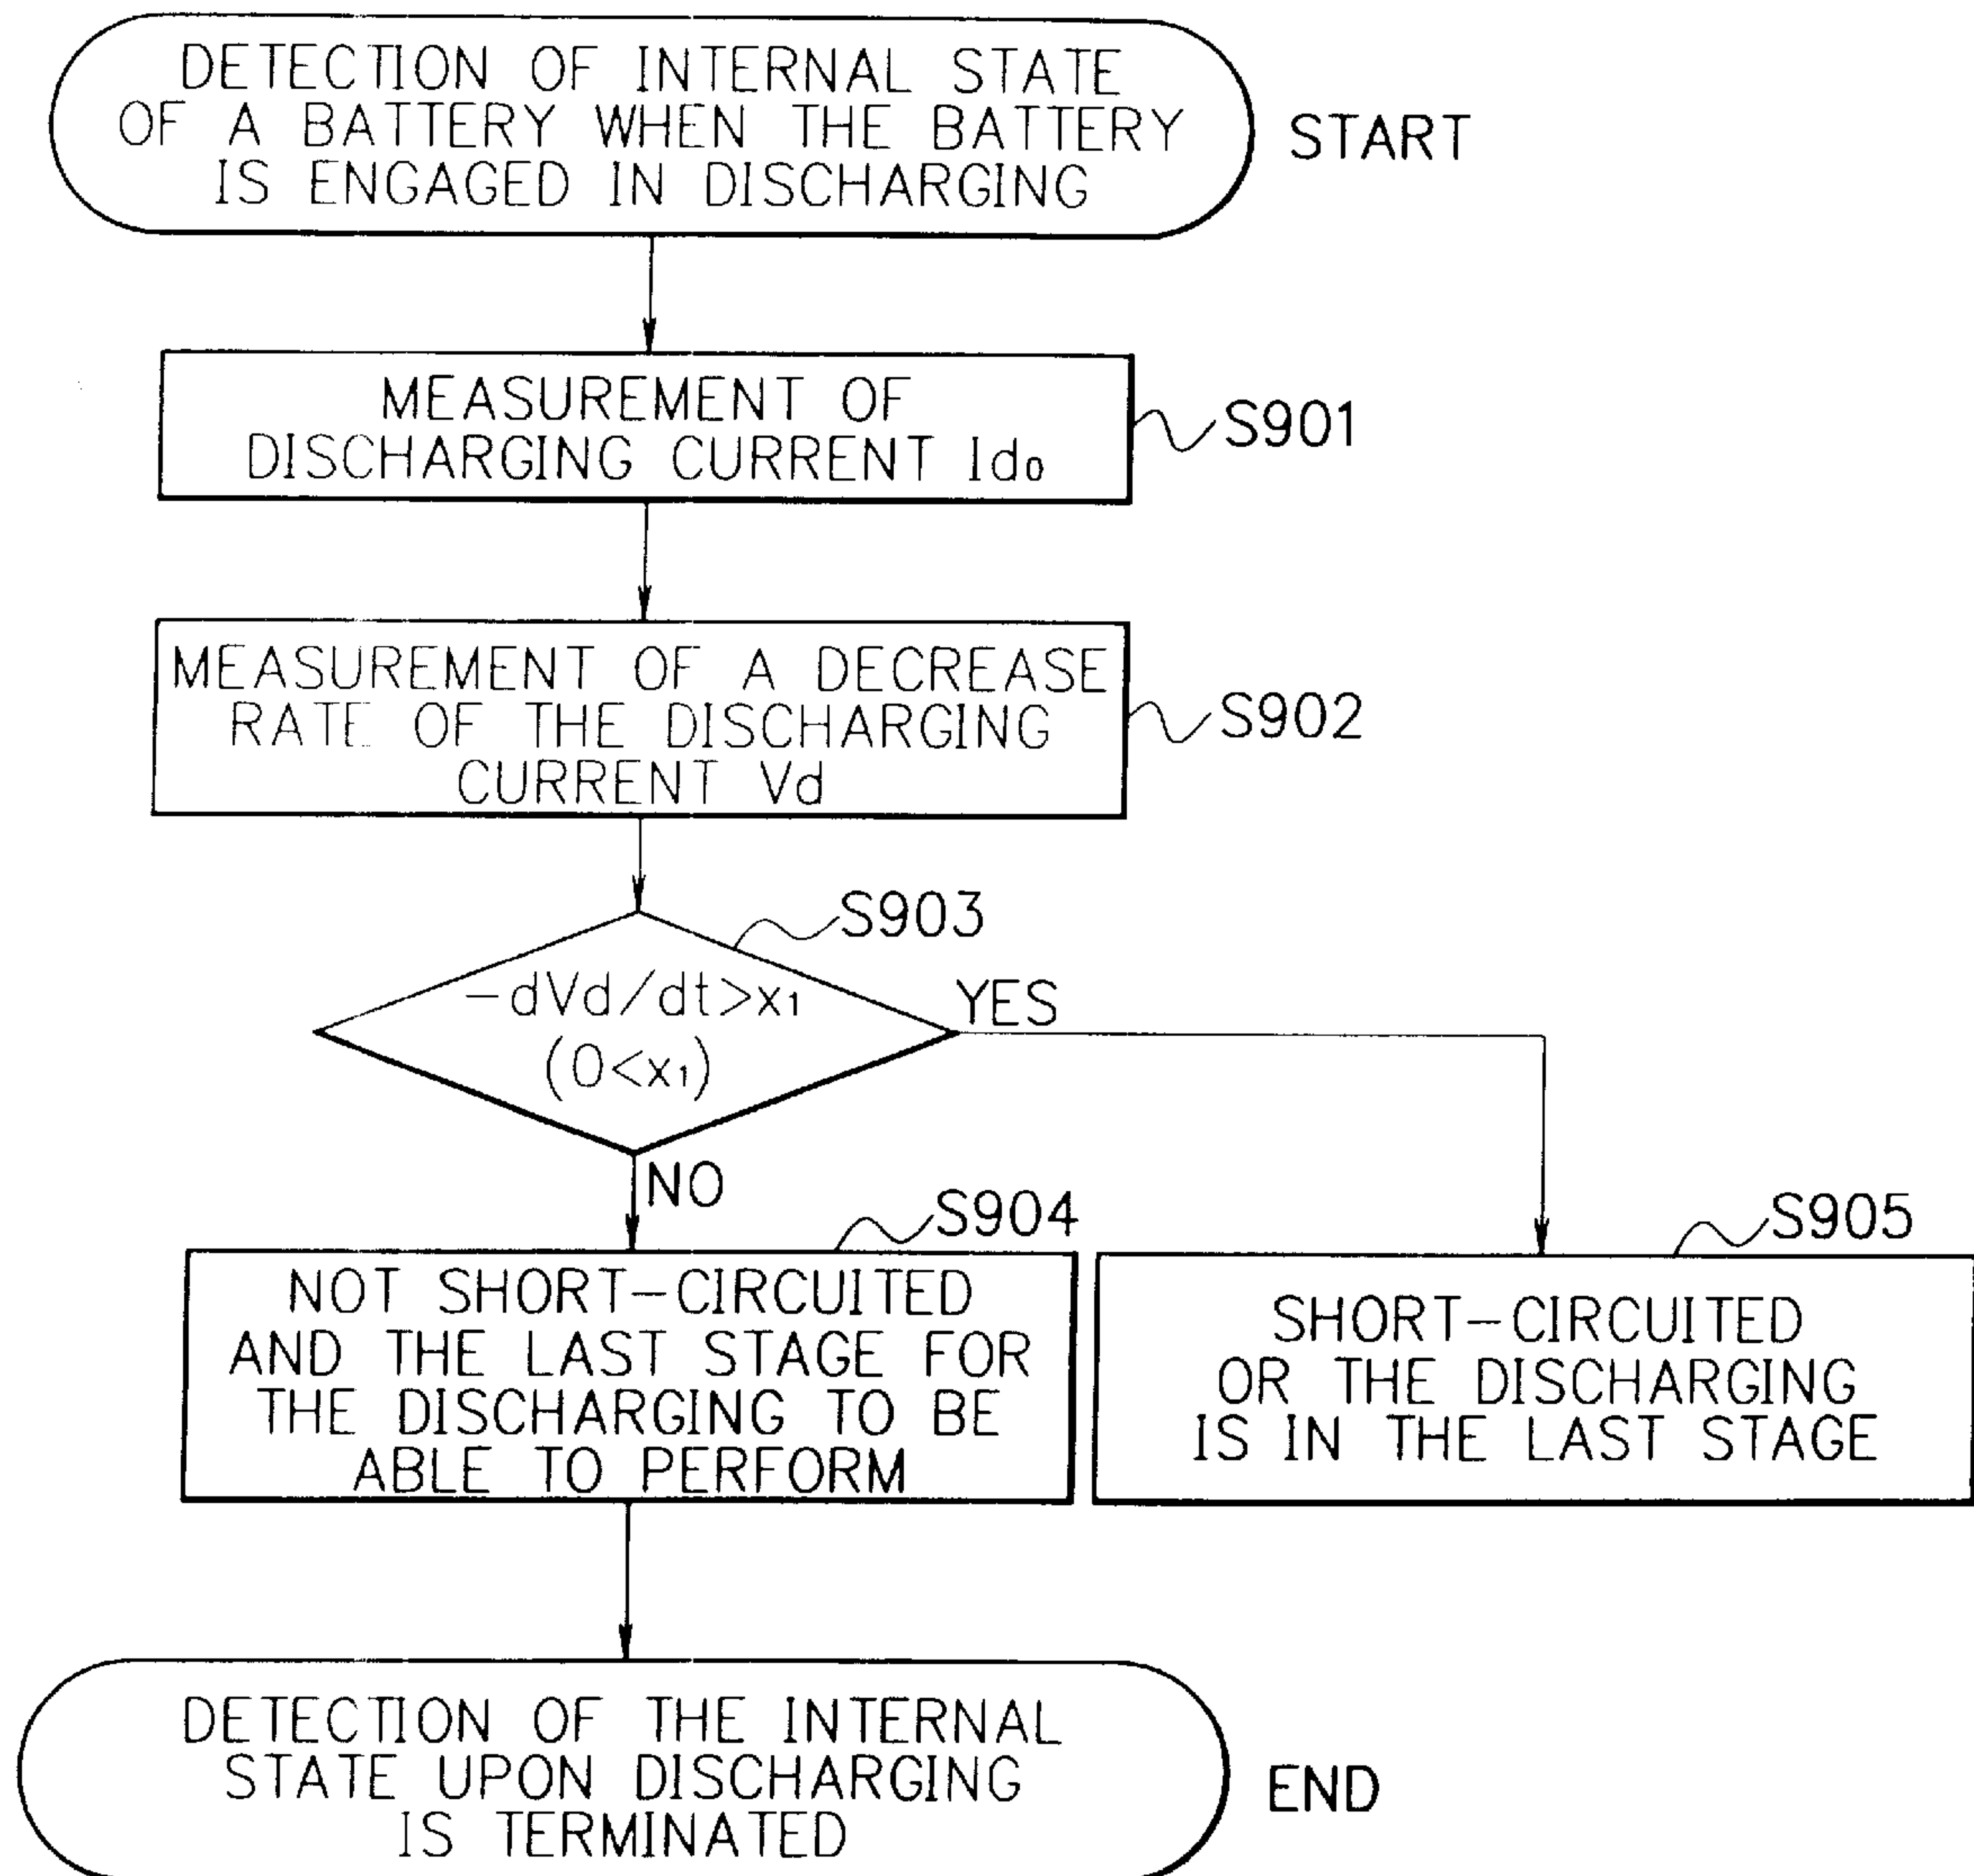 DETECTION OF INTERNAL STATE
OF A BATTERY WHEN THE BATTERY
IS ENGAGED IN DISCHARGING
START
MEASUREMENT OF
DISCHARGING CURRENT Id₀
S901
MEASUREMENT OF A DECREASE
RATE OF THE DISCHARGING
CURRENT Vd
S902
S903
-dVd/dt>x₁
(0<x₁)
YES
NO
S904
NOT SHORT-CIRCUITED
AND THE LAST STAGE FOR
THE DISCHARGING TO BE
ABLE TO PERFORM
S905
SHORT-CIRCUITED
OR THE DISCHARGING
IS IN THE LAST STAGE
DETECTION OF THE INTERNAL
STATE UPON DISCHARGING
IS TERMINATED
END